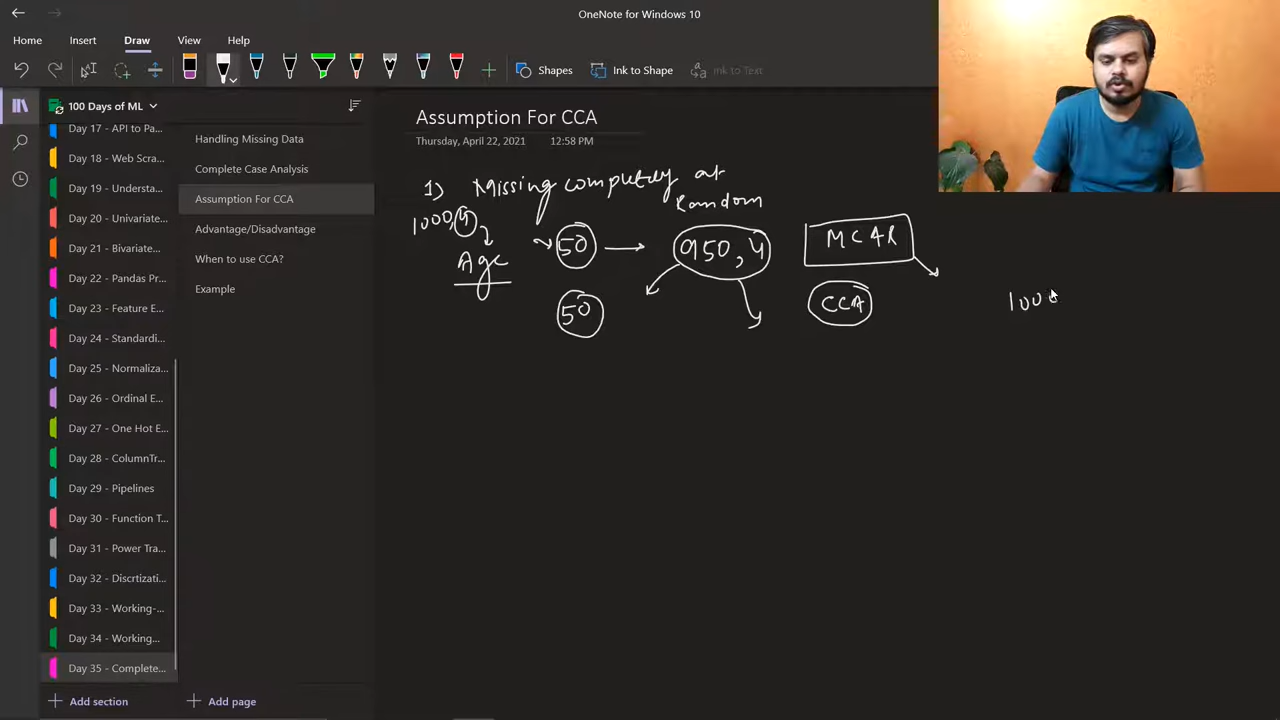 OneNote for Windows 10
Home Insert Draw View Help
Shapes Ink to Shape Ink to Text
100 Days of ML
Day 17 - API to Pa...
Day 18 - Web Scra...
Day 19 - Understa...
Day 20 - Univariate...
Day 21 - Bivariate...
Day 22 - Pandas Pr...
Day 23 - Feature E...
Day 24 - Standardi...
Day 25 - Normaliza...
Day 26 - Ordinal E...
Day 27 - One Hot E...
Day 28 - ColumnTr...
Day 29 - Pipelines
Day 30 - Function T...
Day 31 - Power Tra...
Day 32 - Discrtizati...
Day 33 - Working-...
Day 34 - Working...
Day 35 - Complete...
Add section
Handling Missing Data
Complete Case Analysis
Assumption For CCA
Advantage/Disadvantage
When to use CCA?
Example
Add page
Assumption For CCA
Thursday, April 22, 2021 12:58 PM
1) Missing completely at
Random
1000, 4 50 950, 4 MCAR
Age
50 CCA 1000